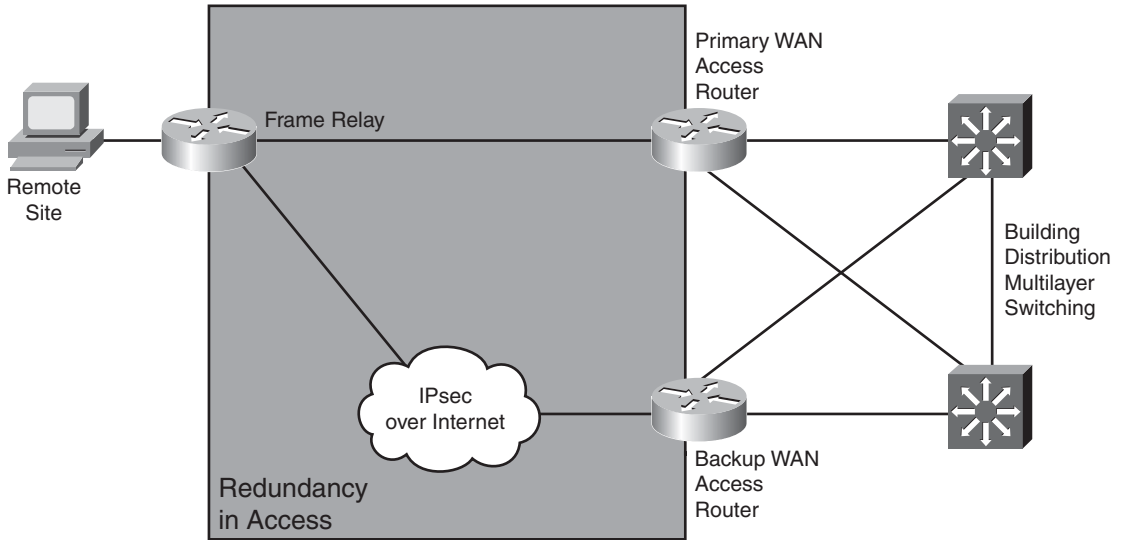 Primary WAN
Access
Router
Frame Relay
Remote
Site
Building
Distribution
Multilayer
Switching
IPsec
over Internet
Backup WAN
Access
Router
Redundancy
in Access